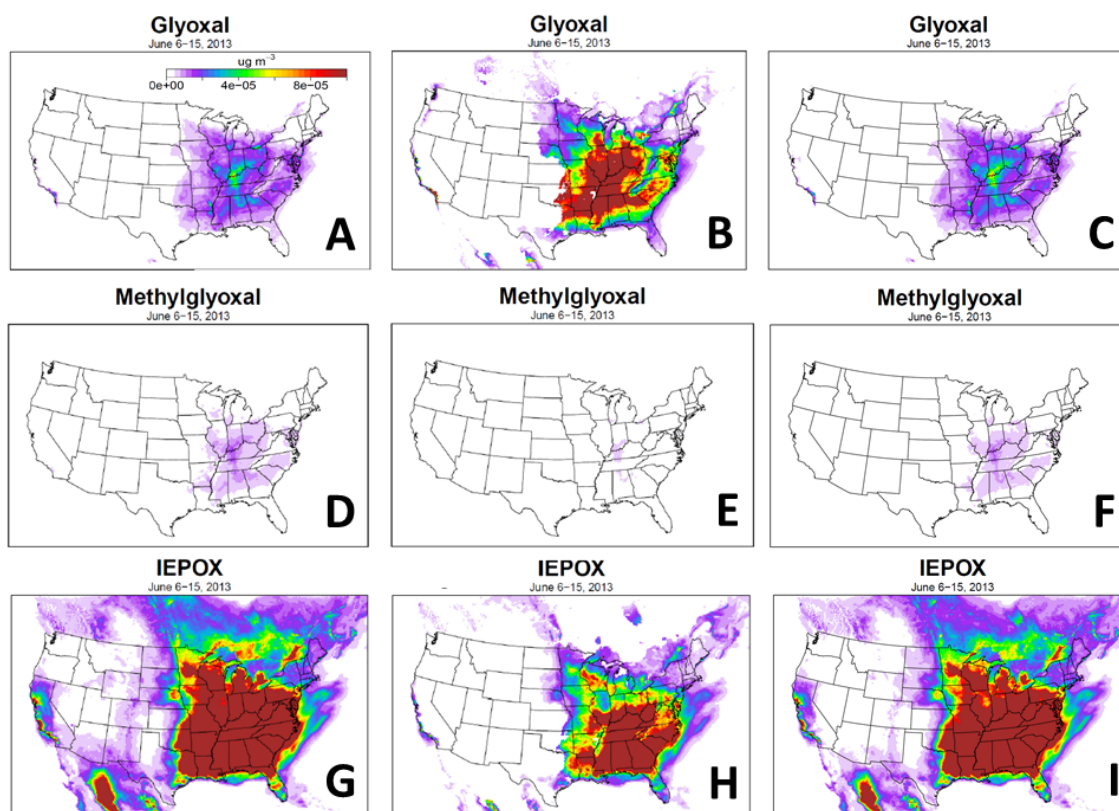 Glyoxal
June 6−15, 2013
ug m⁻³
0e+00 4e−05 8e−05
A
Glyoxal
June 6−15, 2013
B
Glyoxal
June 6−15, 2013
C
Methylglyoxal
June 6−15, 2013
D
Methylglyoxal
June 6−15, 2013
E
Methylglyoxal
June 6−15, 2013
F
IEPOX
June 6−15, 2013
G
IEPOX
June 6−15, 2013
H
IEPOX
June 6−15, 2013
I